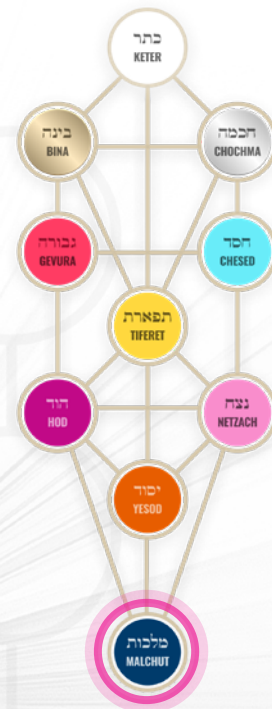 כתר
KETER
בינה
BINA
חכמה
CHOCHMA
גבורה
GEVURA
חסד
CHESED
תפארת
TIFERET
הוד
HOD
נצח
NETZACH
יסוד
YESOD
מלכות
MALCHUT